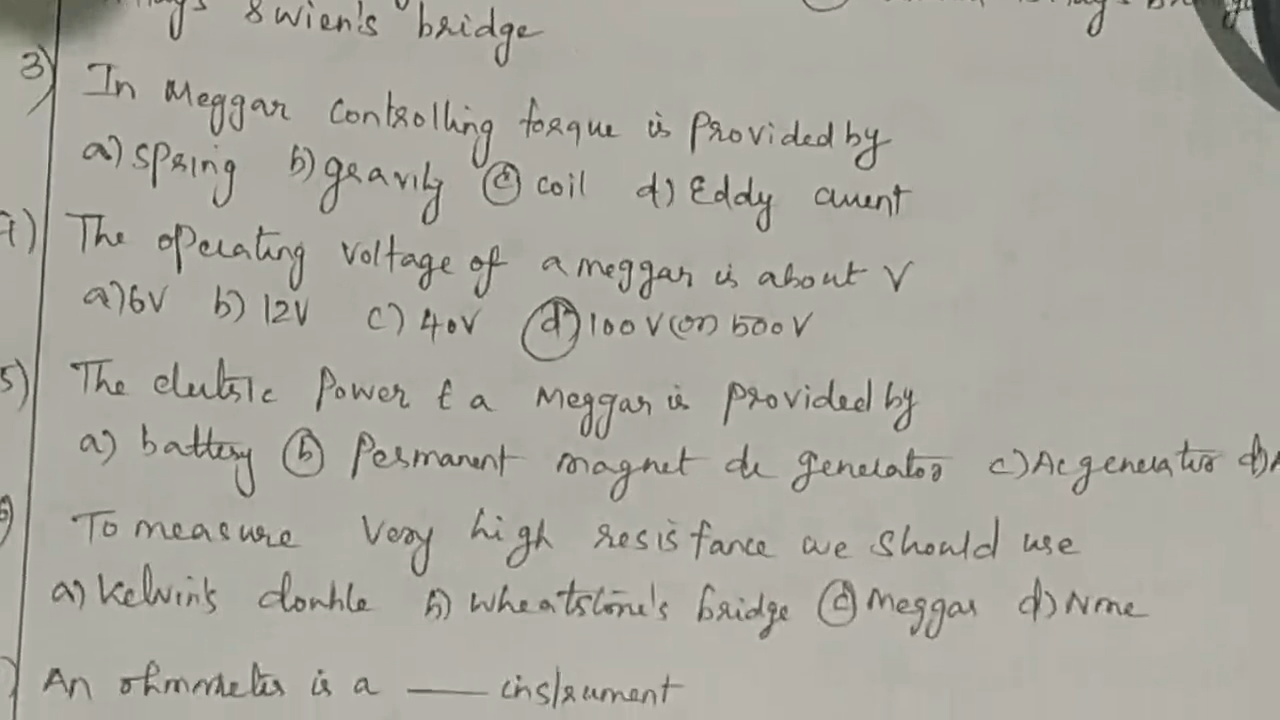 & wien's bridge
3) In Meggar Controlling torque is Provided by
a) spring b) gravity c) coil d) Eddy current
The operating voltage of a meggar is about V
a) 6V b) 12V c) 40V d) 100V (or) 500V
5) The electric Power t a Meggar is provided by
a) battery b) Permanent magnet dc generator c) Ac generator d)
6) To measure very high resistance we should use
a) Kelvin's double b) wheatstone's bridge c) Meggar d) None
An ohmmeter is a ___ instrument